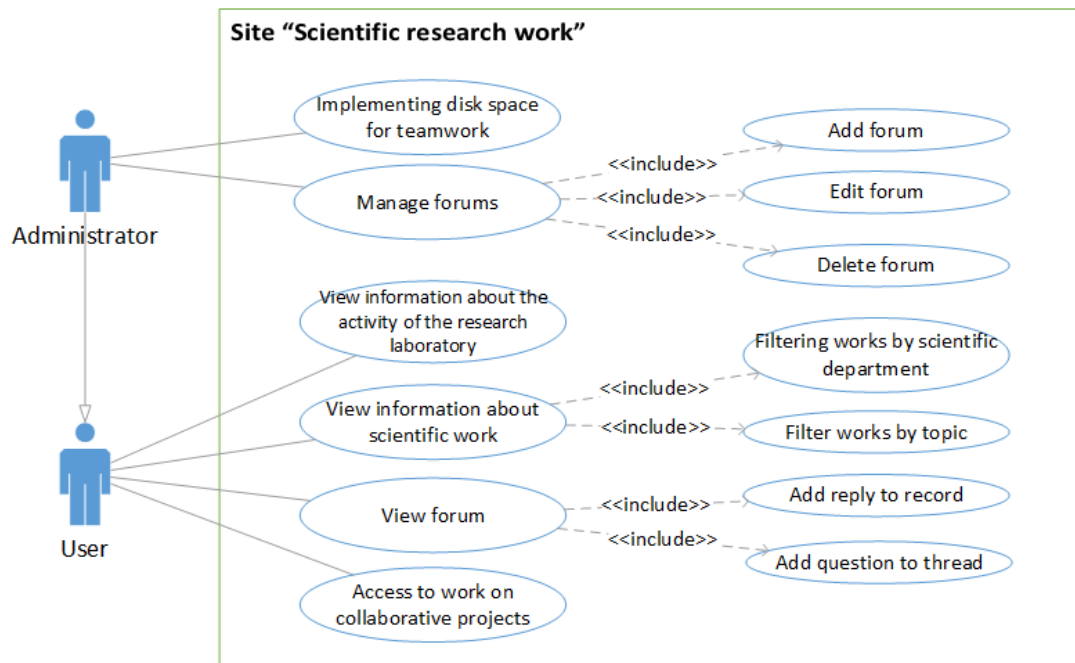 Site “Scientific research work”
Implementing disk space
for teamwork
Add forum
<<include>>
Manage forums
<<include>>
Edit forum
Administrator
<<include>>
Delete forum
View information about the
activity of the research
laboratory
Filtering works by scientific
department
<<include>>
View information about
scientific work
<<include>>
Filter works by topic
Add reply to record
<<include>>
View forum
<<include>>
User
Add question to thread
Access to work on
collaborative projects